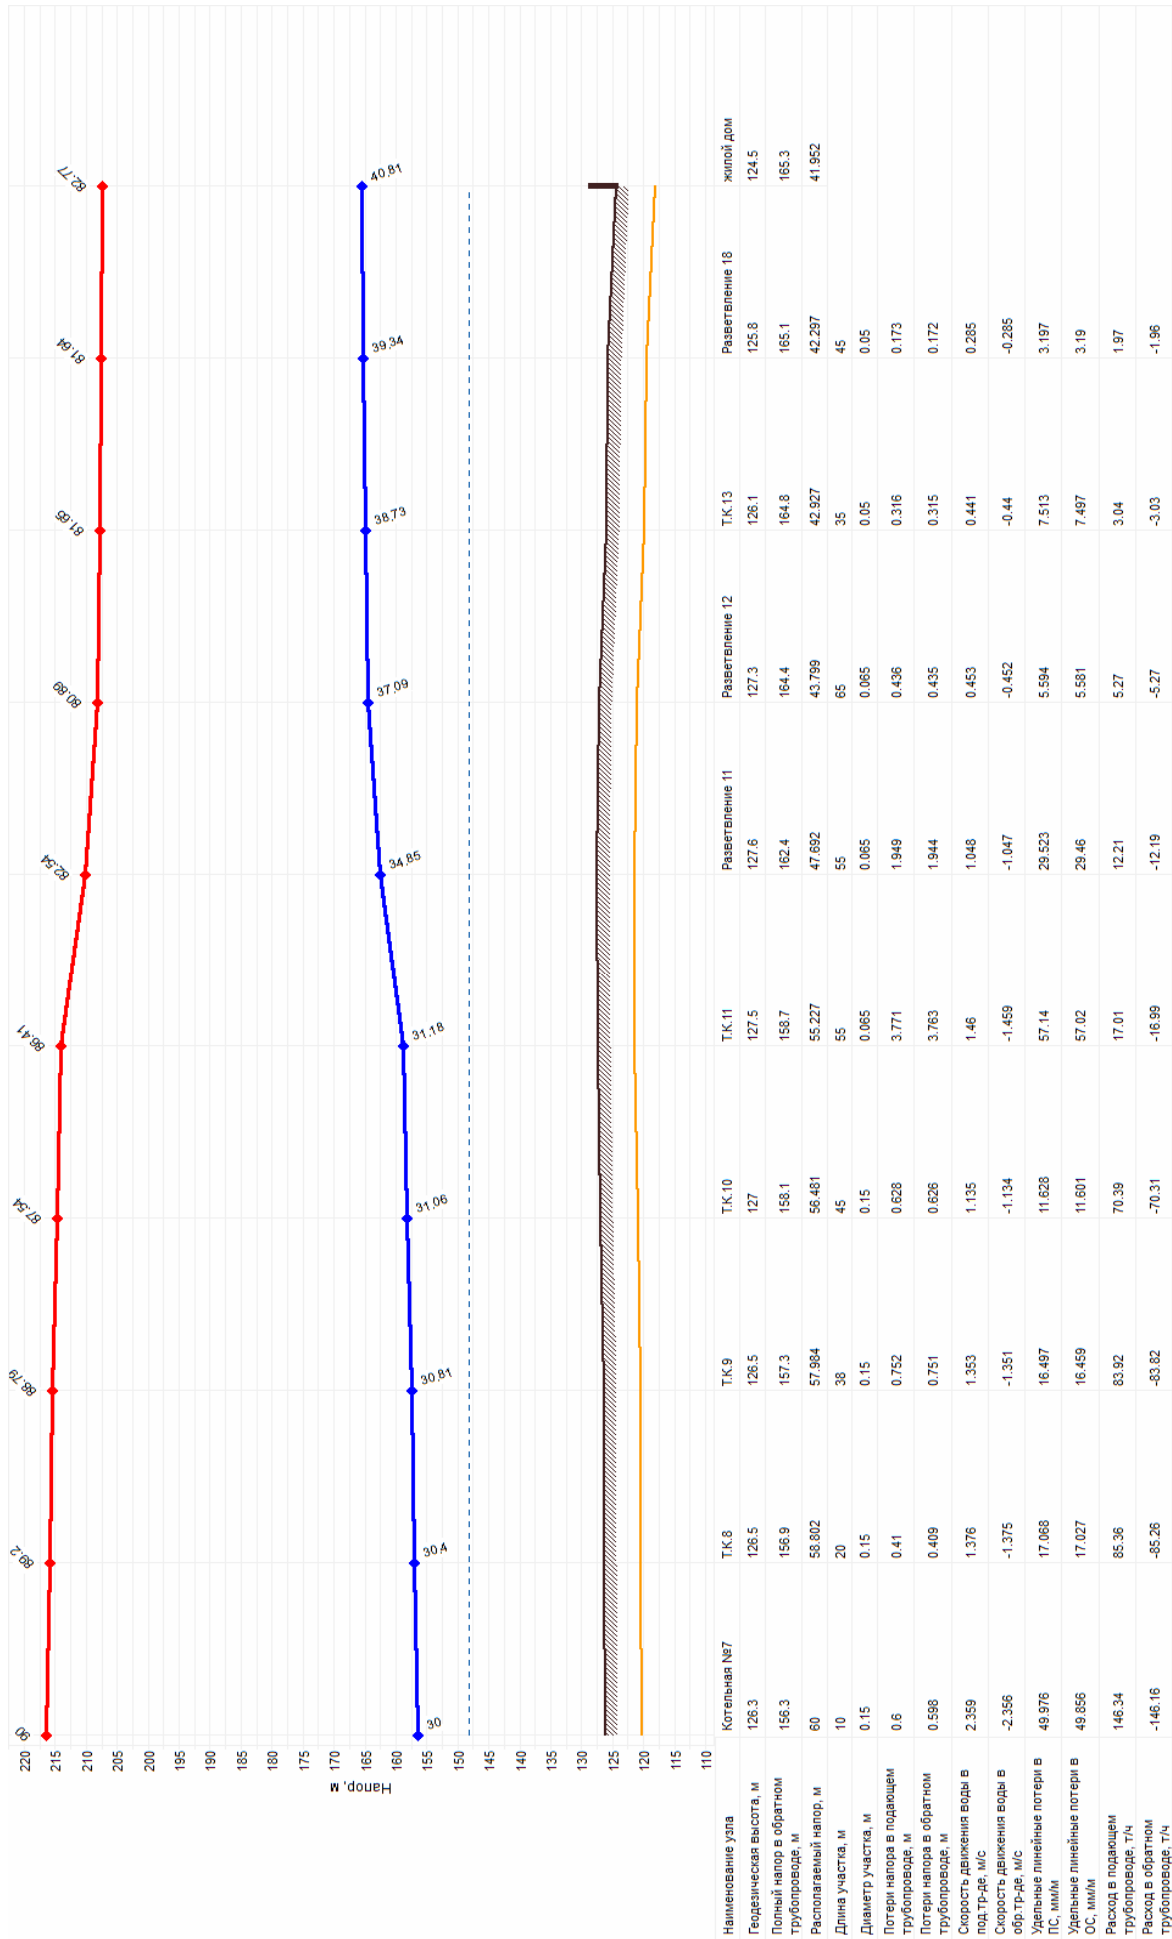 90 89.2 88.79 87.54 86.41 82.54 80.89 81.65 81.64 82.77
220
215
210
205
200
195
190
185
180
175
170
165
160
155
150
145
140
135
130
125
120
115
110
Напор, м
30 30.4 30.81 31.06 31.18 34.85 37.09 38.73 39.34 40.81
Наименование узла Котельная №7 Т.К.8 Т.К.9 Т.К.10 Т.К.11 Разветвление 11 Разветвление 12 Т.К.13 Разветвление 18 жилой дом
Геодезическая высота, м 126.3 126.5 126.5 127 127.5 127.6 127.3 126.1 125.8 124.5
Полный напор в обратном
трубопроводе, м 156.3 156.9 157.3 158.1 158.7 162.4 164.4 164.8 165.1 165.3
Располагаемый напор, м 60 58.802 57.984 56.481 55.227 47.692 43.799 42.927 42.297 41.952
Длина участка, м 10 20 38 45 55 55 65 35 45
Диаметр участка, м 0.15 0.15 0.15 0.15 0.065 0.065 0.065 0.05 0.05
Потери напора в подающем
трубопроводе, м 0.6 0.41 0.752 0.628 3.771 1.949 0.436 0.316 0.173
Потери напора в обратном
трубопроводе, м 0.598 0.409 0.751 0.626 3.763 1.944 0.435 0.315 0.172
Скорость движения воды в
под.тр-де, м/с 2.359 1.376 1.353 1.135 1.46 1.048 0.453 0.441 0.285
Скорость движения воды в
обр.тр-де, м/с -2.356 -1.375 -1.351 -1.134 -1.459 -1.047 -0.452 -0.44 -0.285
Удельные линейные потери в
ПС, мм/м 49.976 17.068 16.497 11.628 57.14 29.523 5.594 7.513 3.197
Удельные линейные потери в
ОС, мм/м 49.856 17.027 16.459 11.601 57.02 29.46 5.581 7.497 3.19
Расход в подающем
трубопроводе, т/ч 146.34 85.36 83.92 70.39 17.01 12.21 5.27 3.04 1.97
Расход в обратном
трубопроводе, т/ч -146.16 -85.26 -83.82 -70.31 -16.99 -12.19 -5.27 -3.03 -1.96